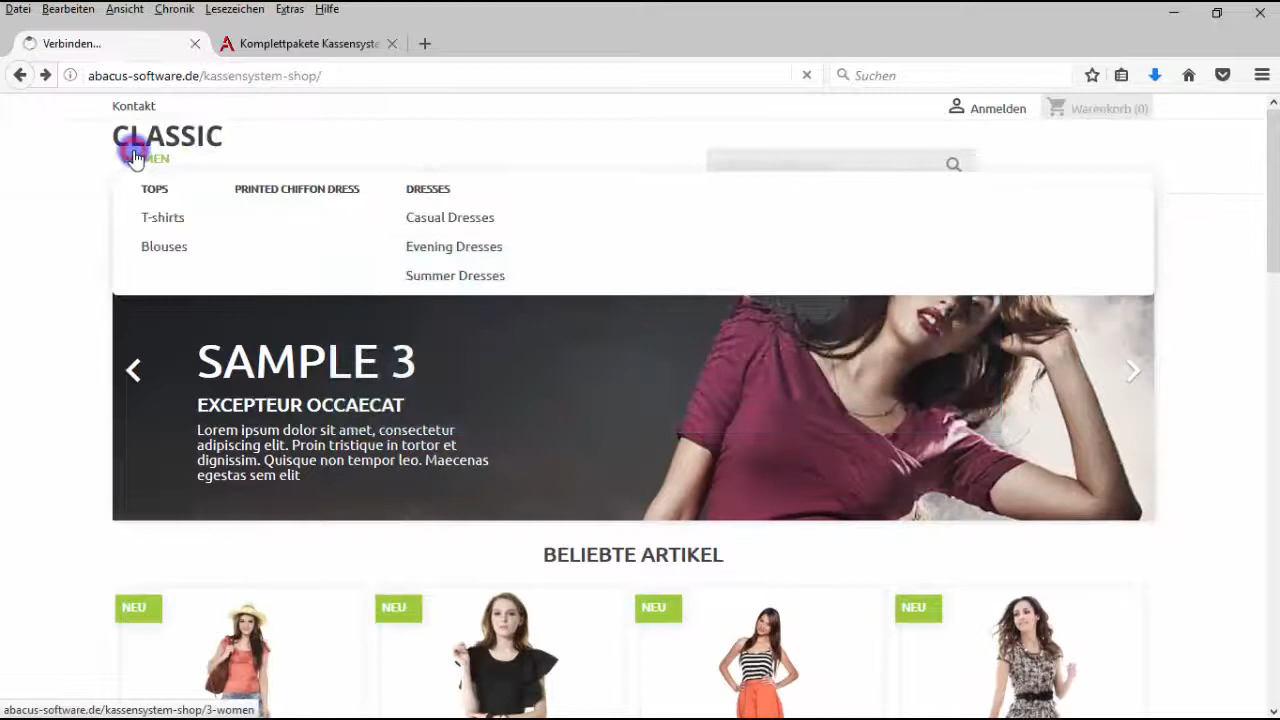 Datei Bearbeiten Ansicht Chronik Lesezeichen Extras Hilfe
Verbinden... Komplettpakete Kassensyste
abacus-software.de/kassensystem-shop/ Suchen
Kontakt Anmelden Warenkorb (0)
CLASSIC
TOPS PRINTED CHIFFON DRESS DRESSES
T-shirts Casual Dresses
Blouses Evening Dresses
Summer Dresses
SAMPLE 3
EXCEPTEUR OCCAECAT
Lorem ipsum dolor sit amet, consectetur
adipiscing elit. Proin tristique in tortor et
dignissim. Quisque non tempor leo. Maecenas
egestas sem elit
BELIEBTE ARTIKEL
NEU NEU NEU NEU
abacus-software.de/kassensystem-shop/3-women